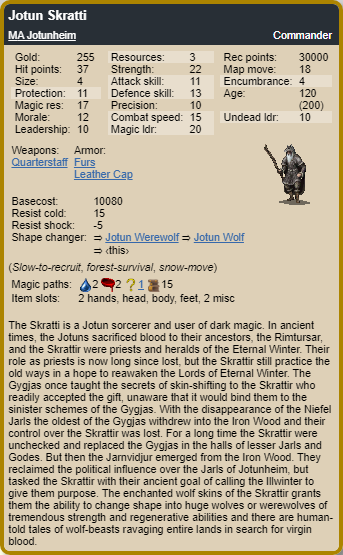 Jotun Skratti
MA Jotunheim Commander
Gold: 255 Resources: 3 Rec points: 30000
Hit points: 37 Strength: 22 Map move: 18
Size: 4 Attack skill: 11 Encumbrance: 4
Protection: 11 Defence skill: 13 Age: 120
Magic res: 17 Precision: 10 (200)
Morale: 12 Combat speed: 15 Undead ldr: 10
Leadership: 10 Magic ldr: 20
Weapons: Armor:
Quarterstaff Furs
Leather Cap
Basecost: 10080
Resist cold: 15
Resist shock: -5
Shape changer: ⇒ Jotun Werewolf ⇒ Jotun Wolf
⇒ ‹this›
(Slow-to-recruit, forest-survival, snow-move)
Magic paths: 2 2 ? 1 15
Item slots: 2 hands, head, body, feet, 2 misc
The Skratti is a Jotun sorcerer and user of dark magic. In ancient
times, the Jotuns sacrificed blood to their ancestors, the Rimtursar,
and the Skrattir were priests and heralds of the Eternal Winter. Their
role as priests is now long since lost, but the Skrattir still practice the
old ways in a hope to reawaken the Lords of Eternal Winter. The
Gygjas once taught the secrets of skin-shifting to the Skrattir who
readily accepted the gift, unaware that it would bind them to the
sinister schemes of the Gygjas. With the disappearance of the Niefel
Jarls the oldest of the Gygjas withdrew into the Iron Wood and their
control over the Skrattir was lost. For a long time the Skrattir were
unchecked and replaced the Gygjas in the halls of lesser Jarls and
Godes. But then the Jarnvidjur emerged from the Iron Wood. They
reclaimed the political influence over the Jarls of Jotunheim, but
tasked the Skrattir with their ancient goal of calling the Illwinter to
give them purpose. The enchanted wolf skins of the Skrattir grants
them the ability to change shape into huge wolves or werewolves of
tremendous strength and regenerative abilities and there are human-
told tales of wolf-beasts ravaging entire lands in search for virgin
blood.